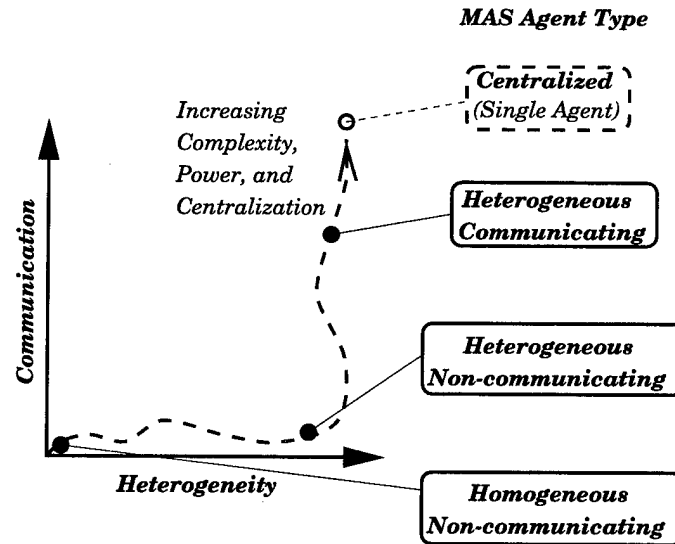 MAS Agent Type
Centralized
(Single Agent)
Increasing
Complexity,
Power, and
Centralization
Heterogeneous
Communicating
Communication
Heterogeneous
Non-communicating
Heterogeneity
Homogeneous
Non-communicating